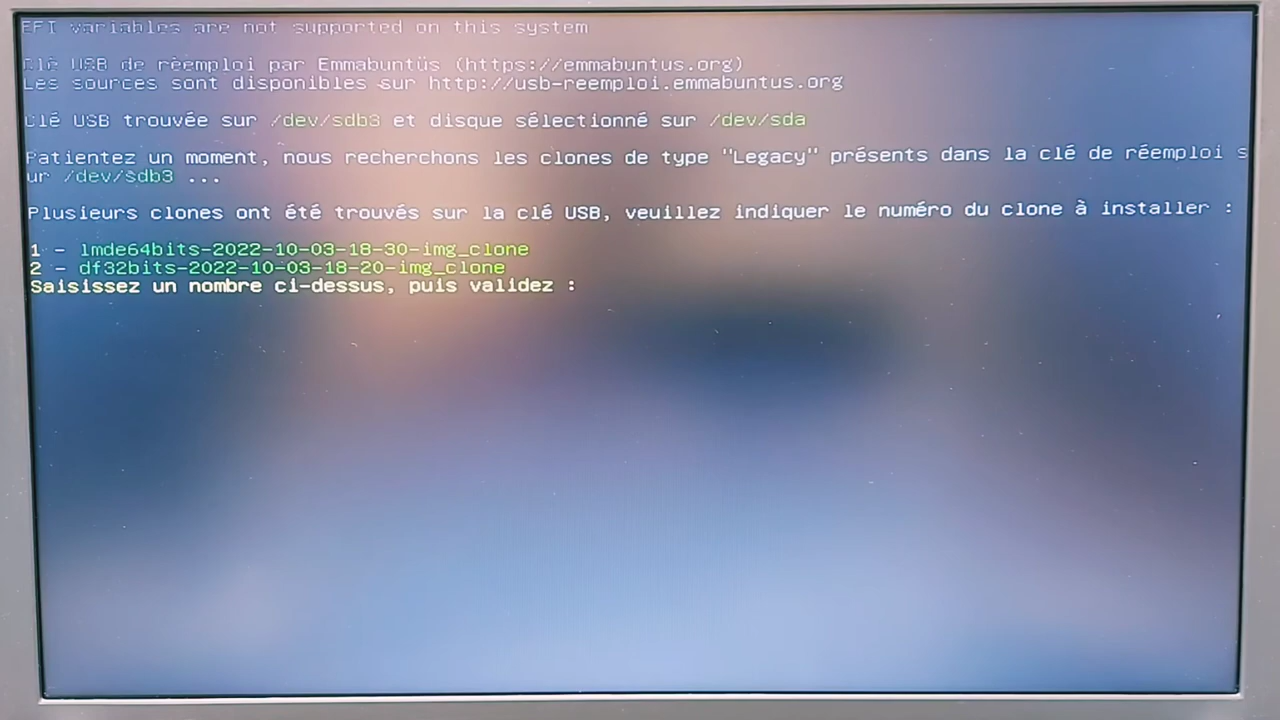 EFI variables are not supported on this system
Clé USB de réemploi par Emmabuntüs (https://emmabuntus.org)
Les sources sont disponibles sur http://usb-reemploi.emmabuntus.org
Clé USB trouvée sur /dev/sdb3 et disque sélectionné sur /dev/sda
Patientez un moment, nous recherchons les clones de type "Legacy" présents dans la clé de réemploi s
ur /dev/sdb3 ...
Plusieurs clones ont été trouvés sur la clé USB, veuillez indiquer le numéro du clone à installer :
1 - lmde64bits-2022-10-03-18-30-img_clone
2 - df32bits-2022-10-03-18-20-img_clone
Saisissez un nombre ci-dessus, puis validez :